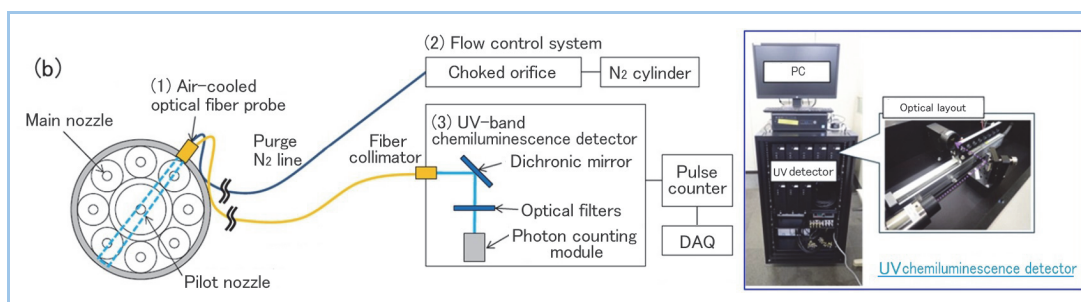 (b)
(1) Air-cooled
optical fiber probe
Main nozzle
Pilot nozzle
Purge
N2 line
(2) Flow control system
Choked orifice
N2 cylinder
Fiber
collimator
(3) UV-band
chemiluminescence detector
Dichronic mirror
Optical filters
Photon counting
module
Pulse
counter
DAQ
PC
UV detector
Optical layout
UV chemiluminescence detector